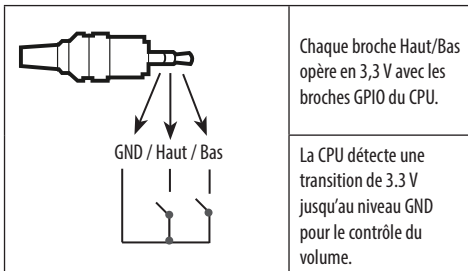 Chaque broche Haut/Bas
opère en 3,3 V avec les
broches GPIO du CPU.
GND / Haut / Bas
La CPU détecte une
transition de 3.3 V
jusqu'au niveau GND
pour le contrôle du
volume.